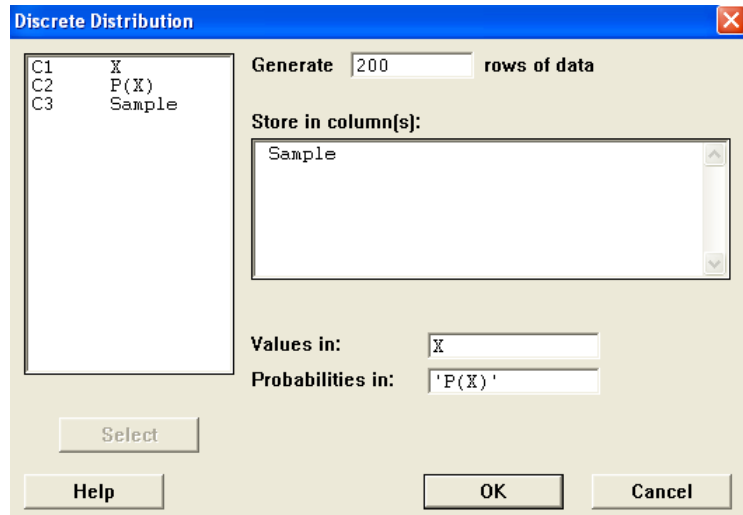 Discrete Distribution
C1 X
C2 P(X)
C3 Sample
Generate 200 rows of data
Store in column(s):
Sample
Values in: X
Probabilities in: 'P(X)'
Select
Help
OK
Cancel